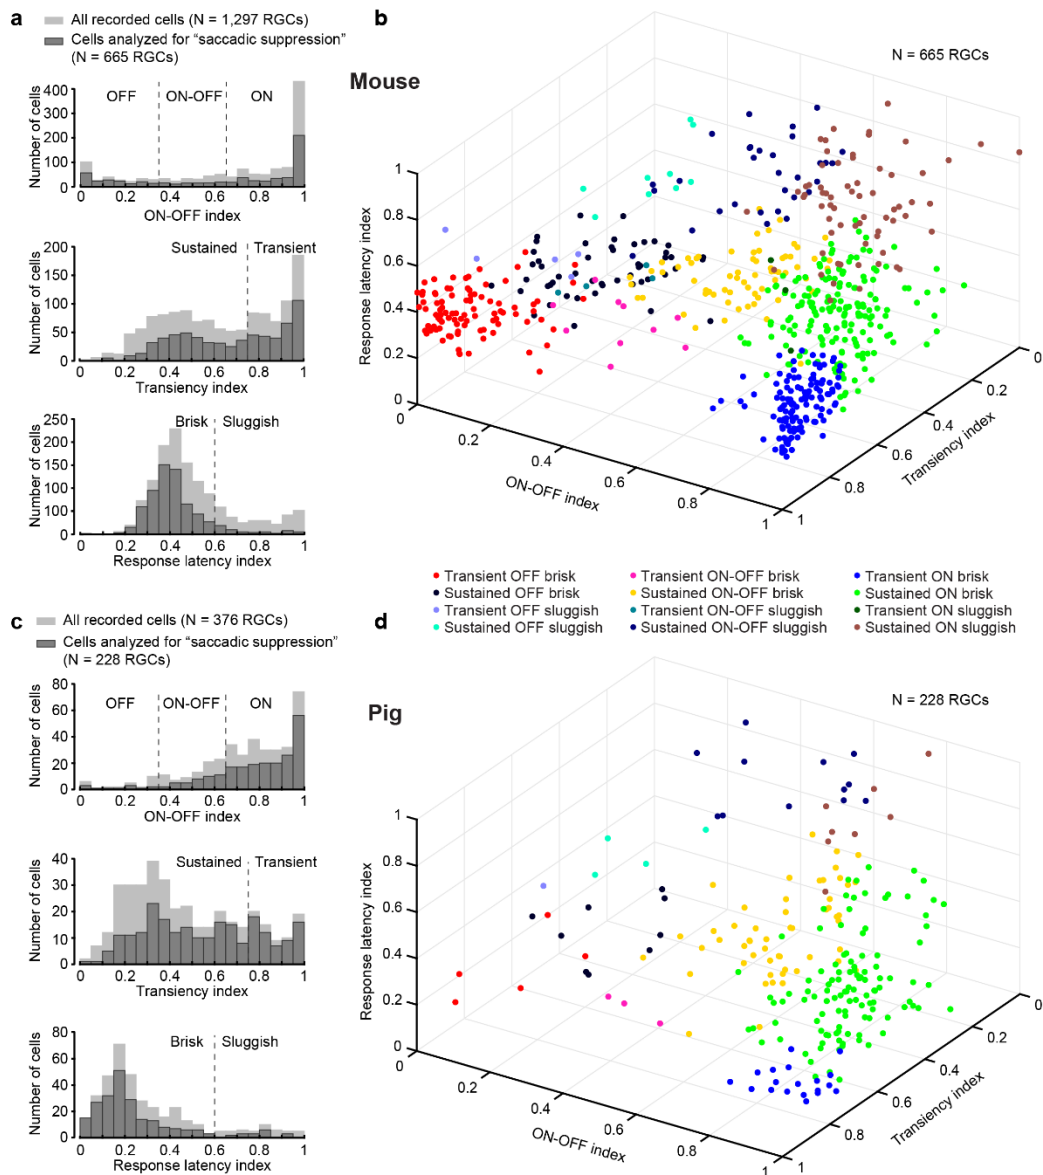 a
All recorded cells (N = 1,297 RGCs)
Cells analyzed for “saccadic suppression”
(N = 665 RGCs)
Number of cells
400
300
200
100
0
OFF
ON-OFF
ON
0 0.2 0.4 0.6 0.8 1
ON-OFF index
Number of cells
200
150
100
50
0
Sustained
Transient
0 0.2 0.4 0.6 0.8 1
Transiency index
Number of cells
250
200
150
100
50
0
Brisk
Sluggish
0 0.2 0.4 0.6 0.8 1
Response latency index
b
N = 665 RGCs
Mouse
Response latency index
1
0.8
0.6
0.4
0.2
0
0
0.2
0.4
0.6
0.8
1
ON-OFF index
0
0.2
0.4
0.6
0.8
1
Transiency index
Transient OFF brisk
Sustained OFF brisk
Transient OFF sluggish
Sustained OFF sluggish
Transient ON-OFF brisk
Sustained ON-OFF brisk
Transient ON-OFF sluggish
Sustained ON-OFF sluggish
Transient ON brisk
Sustained ON brisk
Transient ON sluggish
Sustained ON sluggish
c
All recorded cells (N = 376 RGCs)
Cells analyzed for “saccadic suppression”
(N = 228 RGCs)
Number of cells
80
60
40
20
0
OFF
ON-OFF
ON
0 0.2 0.4 0.6 0.8 1
ON-OFF index
Number of cells
40
30
20
10
0
Sustained
Transient
0 0.2 0.4 0.6 0.8 1
Transiency index
Number of cells
80
60
40
20
0
Brisk
Sluggish
0 0.2 0.4 0.6 0.8 1
Response latency index
d
N = 228 RGCs
Pig
Response latency index
1
0.8
0.6
0.4
0.2
0
0
0.2
0.4
0.6
0.8
1
ON-OFF index
0
0.2
0.4
0.6
0.8
1
Transiency index